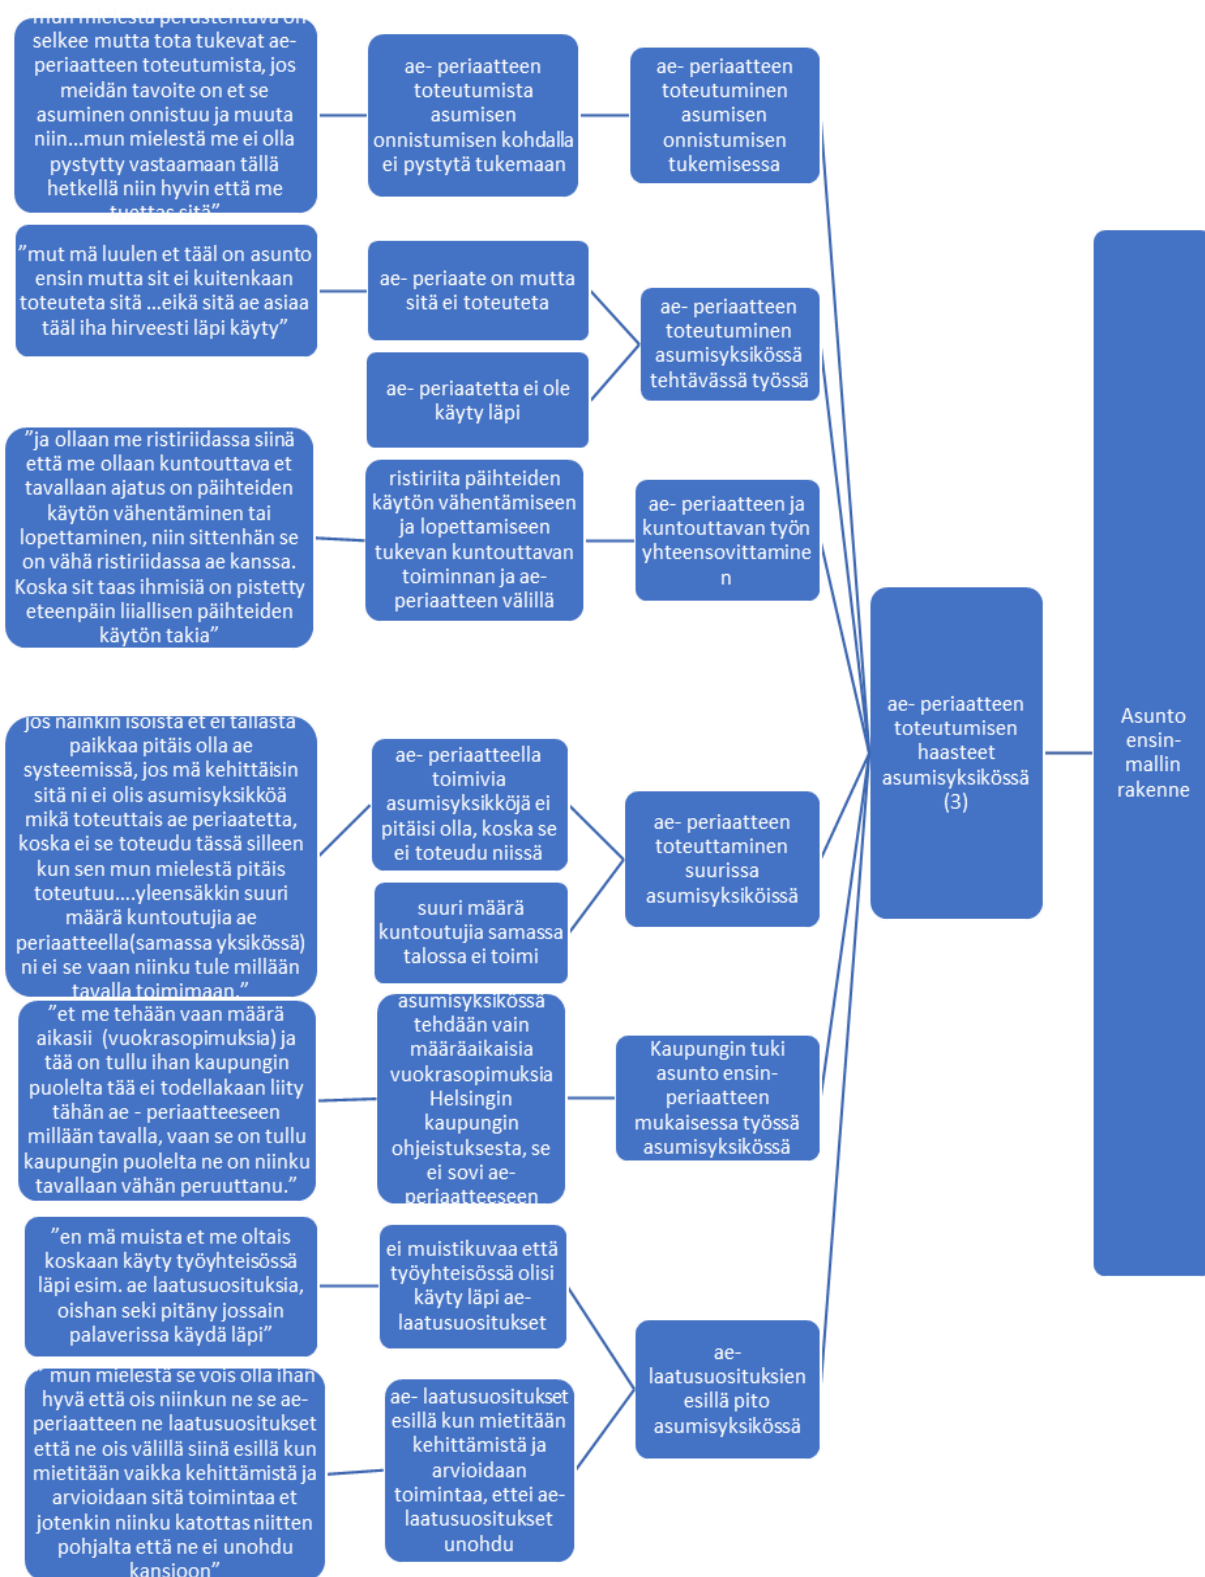 mun mielestä perustehtävä on
selkee mutta tota tukevat ae-
periaatteen toteutumista, jos
meidän tavoite on et se
asuminen onnistuu ja muuta
niin...mun mielestä me ei olla
pystytty vastaamaan tällä
hetkellä niin hyvin että me
tuettas sitä”
ae- periaatteen
toteutumista
asumisen
onnistumisen kohdalla
ei pystytä tukemaan
ae- periaatteen
toteutuminen
asumisen
onnistumisen
tukemisessa
”mut mä luulen et tääl on asunto
ensin mutta sit ei kuitenkaan
toteuteta sitä ...eikä sitä ae asiaa
tääl iha hirveesti läpi käyty”
ae- periaate on mutta
sitä ei toteuteta
ae- periaatetta ei ole
käyty läpi
ae- periaatteen
toteutuminen
asumisyksikössä
tehtävässä työssä
”ja ollaan me ristiriidassa siinä
että me ollaan kuntouttava et
tavallaan ajatus on päihteiden
käytön vähentäminen tai
lopettaminen, niin sittenhän se
on vähä ristiriidassa ae kanssa.
Koska sit taas ihmisiä on pistetty
eteenpäin liiallisen päihteiden
käytön takia”
ristiriita päihteiden
käytön vähentämiseen
ja lopettamiseen
tukevan kuntouttavan
toiminnan ja ae-
periaatteen välillä
ae- periaatteen ja
kuntouttavan työn
yhteensovittamine
n
jos näinkin isoista et ei tällästä
paikkaa pitäis olla ae
systeemissä, jos mä kehittäisin
sitä ni ei olis asumisyksikköä
mikä toteuttais ae periaatetta,
koska ei se toteudu tässä silleen
kun sen mun mielestä pitäis
toteutuu....yleensäkkin suuri
määrä kuntoutujia ae
periaatteella(samassa yksikössä)
ni ei se vaan niinku tule millään
tavalla toimimaan.”
ae- periaatteella
toimivia
asumisyksikköjä ei
pitäisi olla, koska se
ei toteudu niissä
suuri määrä
kuntoutujia samassa
talossa ei toimi
ae- periaatteen
toteuttaminen
suurissa
asumisyksiköissä
”et me tehään vaan määrä
aikasii (vuokrasopimuksia) ja
tää on tullu ihan kaupungin
puolelta tää ei todellakaan liity
tähän ae - periaatteeseen
millään tavalla, vaan se on tullu
kaupungin puolelta ne on niinku
tavallaan vähän peruuttanu.”
asumisyksikössä
tehdään vain
määräaikaisia
vuokrasopimuksia
Helsingin
kaupungin
ohjeistuksesta, se
ei sovi ae-
periaatteeseen
Kaupungin tuki
asunto ensin-
periaatteen
mukaisessa työssä
asumisyksikössä
”en mä muista et me oltais
koskaan käyty työyhteisössä
läpi esim. ae laatusuosituksia,
oishan seki pitäny jossain
palaverissa käydä läpi”
ei muistikuvaa että
työyhteisössä olisi
käyty läpi ae-
laatusuositukset
” mun mielestä se vois olla ihan
hyvä että ois niinkun ne se ae-
periaatteen ne laatusuositukset
että ne ois välillä siinä esillä kun
mietitään vaikka kehittämistä ja
arvioidaan sitä toimintaa et
jotenkin niinku katottas niitten
pohjalta että ne ei unohdu
kansioon”
ae- laatusuositukset
esillä kun mietitään
kehittämistä ja
arvioidaan
toimintaa, ettei ae-
laatusuositukset
unohdu
ae-
laatusuosituksien
esillä pito
asumisyksikössä
ae- periaatteen
toteutumisen
haasteet
asumisyksikössä
(3)
Asunto
ensin-
mallin
rakenne